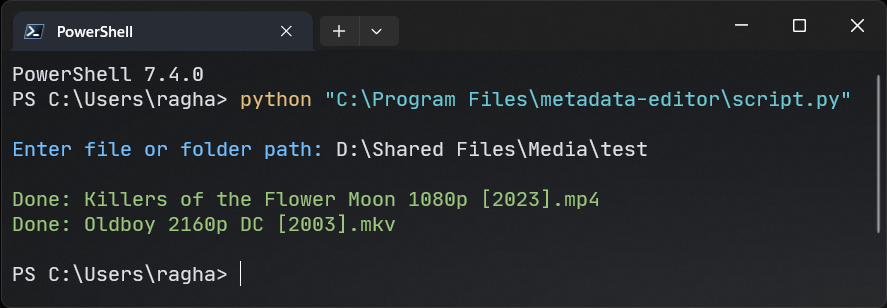 PowerShell
PowerShell 7.4.0
PS C:\Users\ragha> python "C:\Program Files\metadata-editor\script.py"
Enter file or folder path: D:\Shared Files\Media\test
Done: Killers of the Flower Moon 1080p [2023].mp4
Done: Oldboy 2160p DC [2003].mkv
PS C:\Users\ragha>